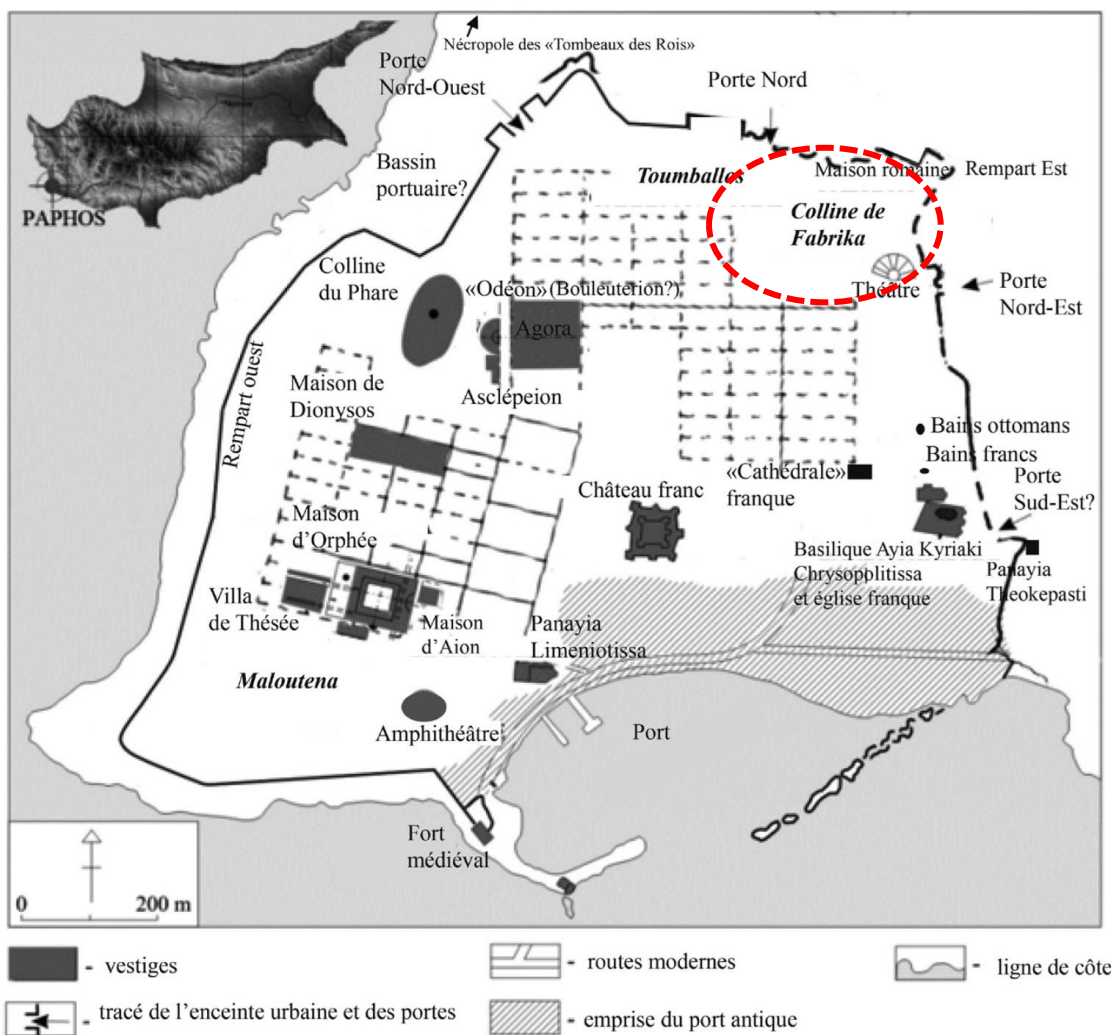 Nécropole des «Tombeaux des Rois»
Porte
Nord-Ouest
Porte Nord
PAPHOS
Bassin
portuaire?
Toumballos
Maison romaine
Rempart Est
Colline de
Fabrika
Colline
du Phare
«Odéon»(Bouleutérion?)
Théâtre
Porte
Nord-Est
Agora
Rempart ouest
Maison de
Dionysos
Asclépeion
Bains ottomans
Bains francs
«Cathédrale»
franque
Château franc
Porte
Sud-Est?
Maison
d'Orphée
Basilique Ayia Kyriaki
Chrysopolitissa
et église franque
Panayia
Theokepasti
Villa
de Thésée
Maison
d'Aion
Panayia
Limeniotissa
Maloutena
Amphithéâtre
Port
Fort
médiéval
0 200 m
- vestiges
- routes modernes
- ligne de côte
- tracé de l'enceinte urbaine et des portes
- emprise du port antique